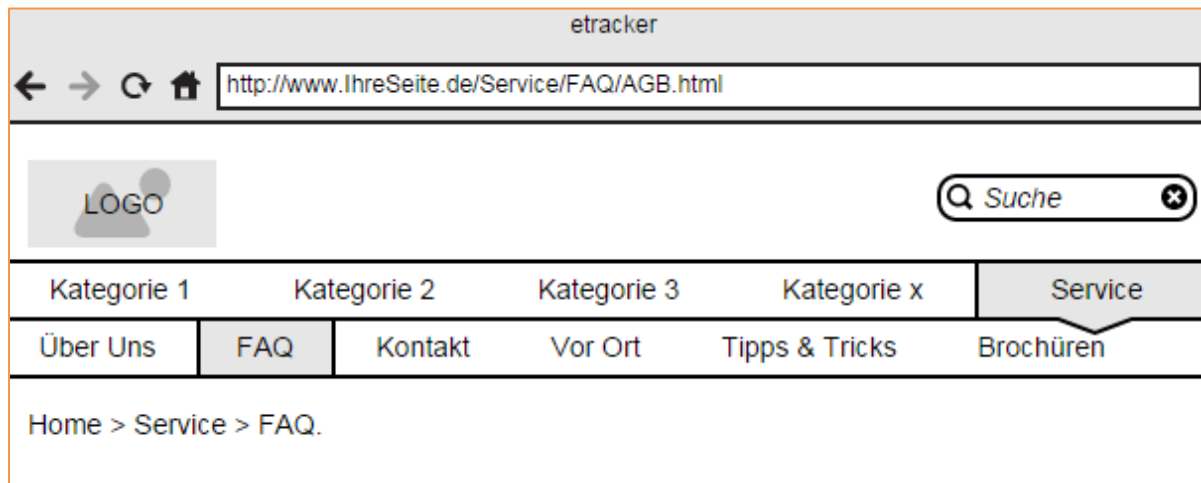 etracker
http://www.IhreSeite.de/Service/FAQ/AGB.html
LOGO
Suche
Kategorie 1 Kategorie 2 Kategorie 3 Kategorie x Service
Über Uns FAQ Kontakt Vor Ort Tipps & Tricks Brochüren
Home > Service > FAQ.